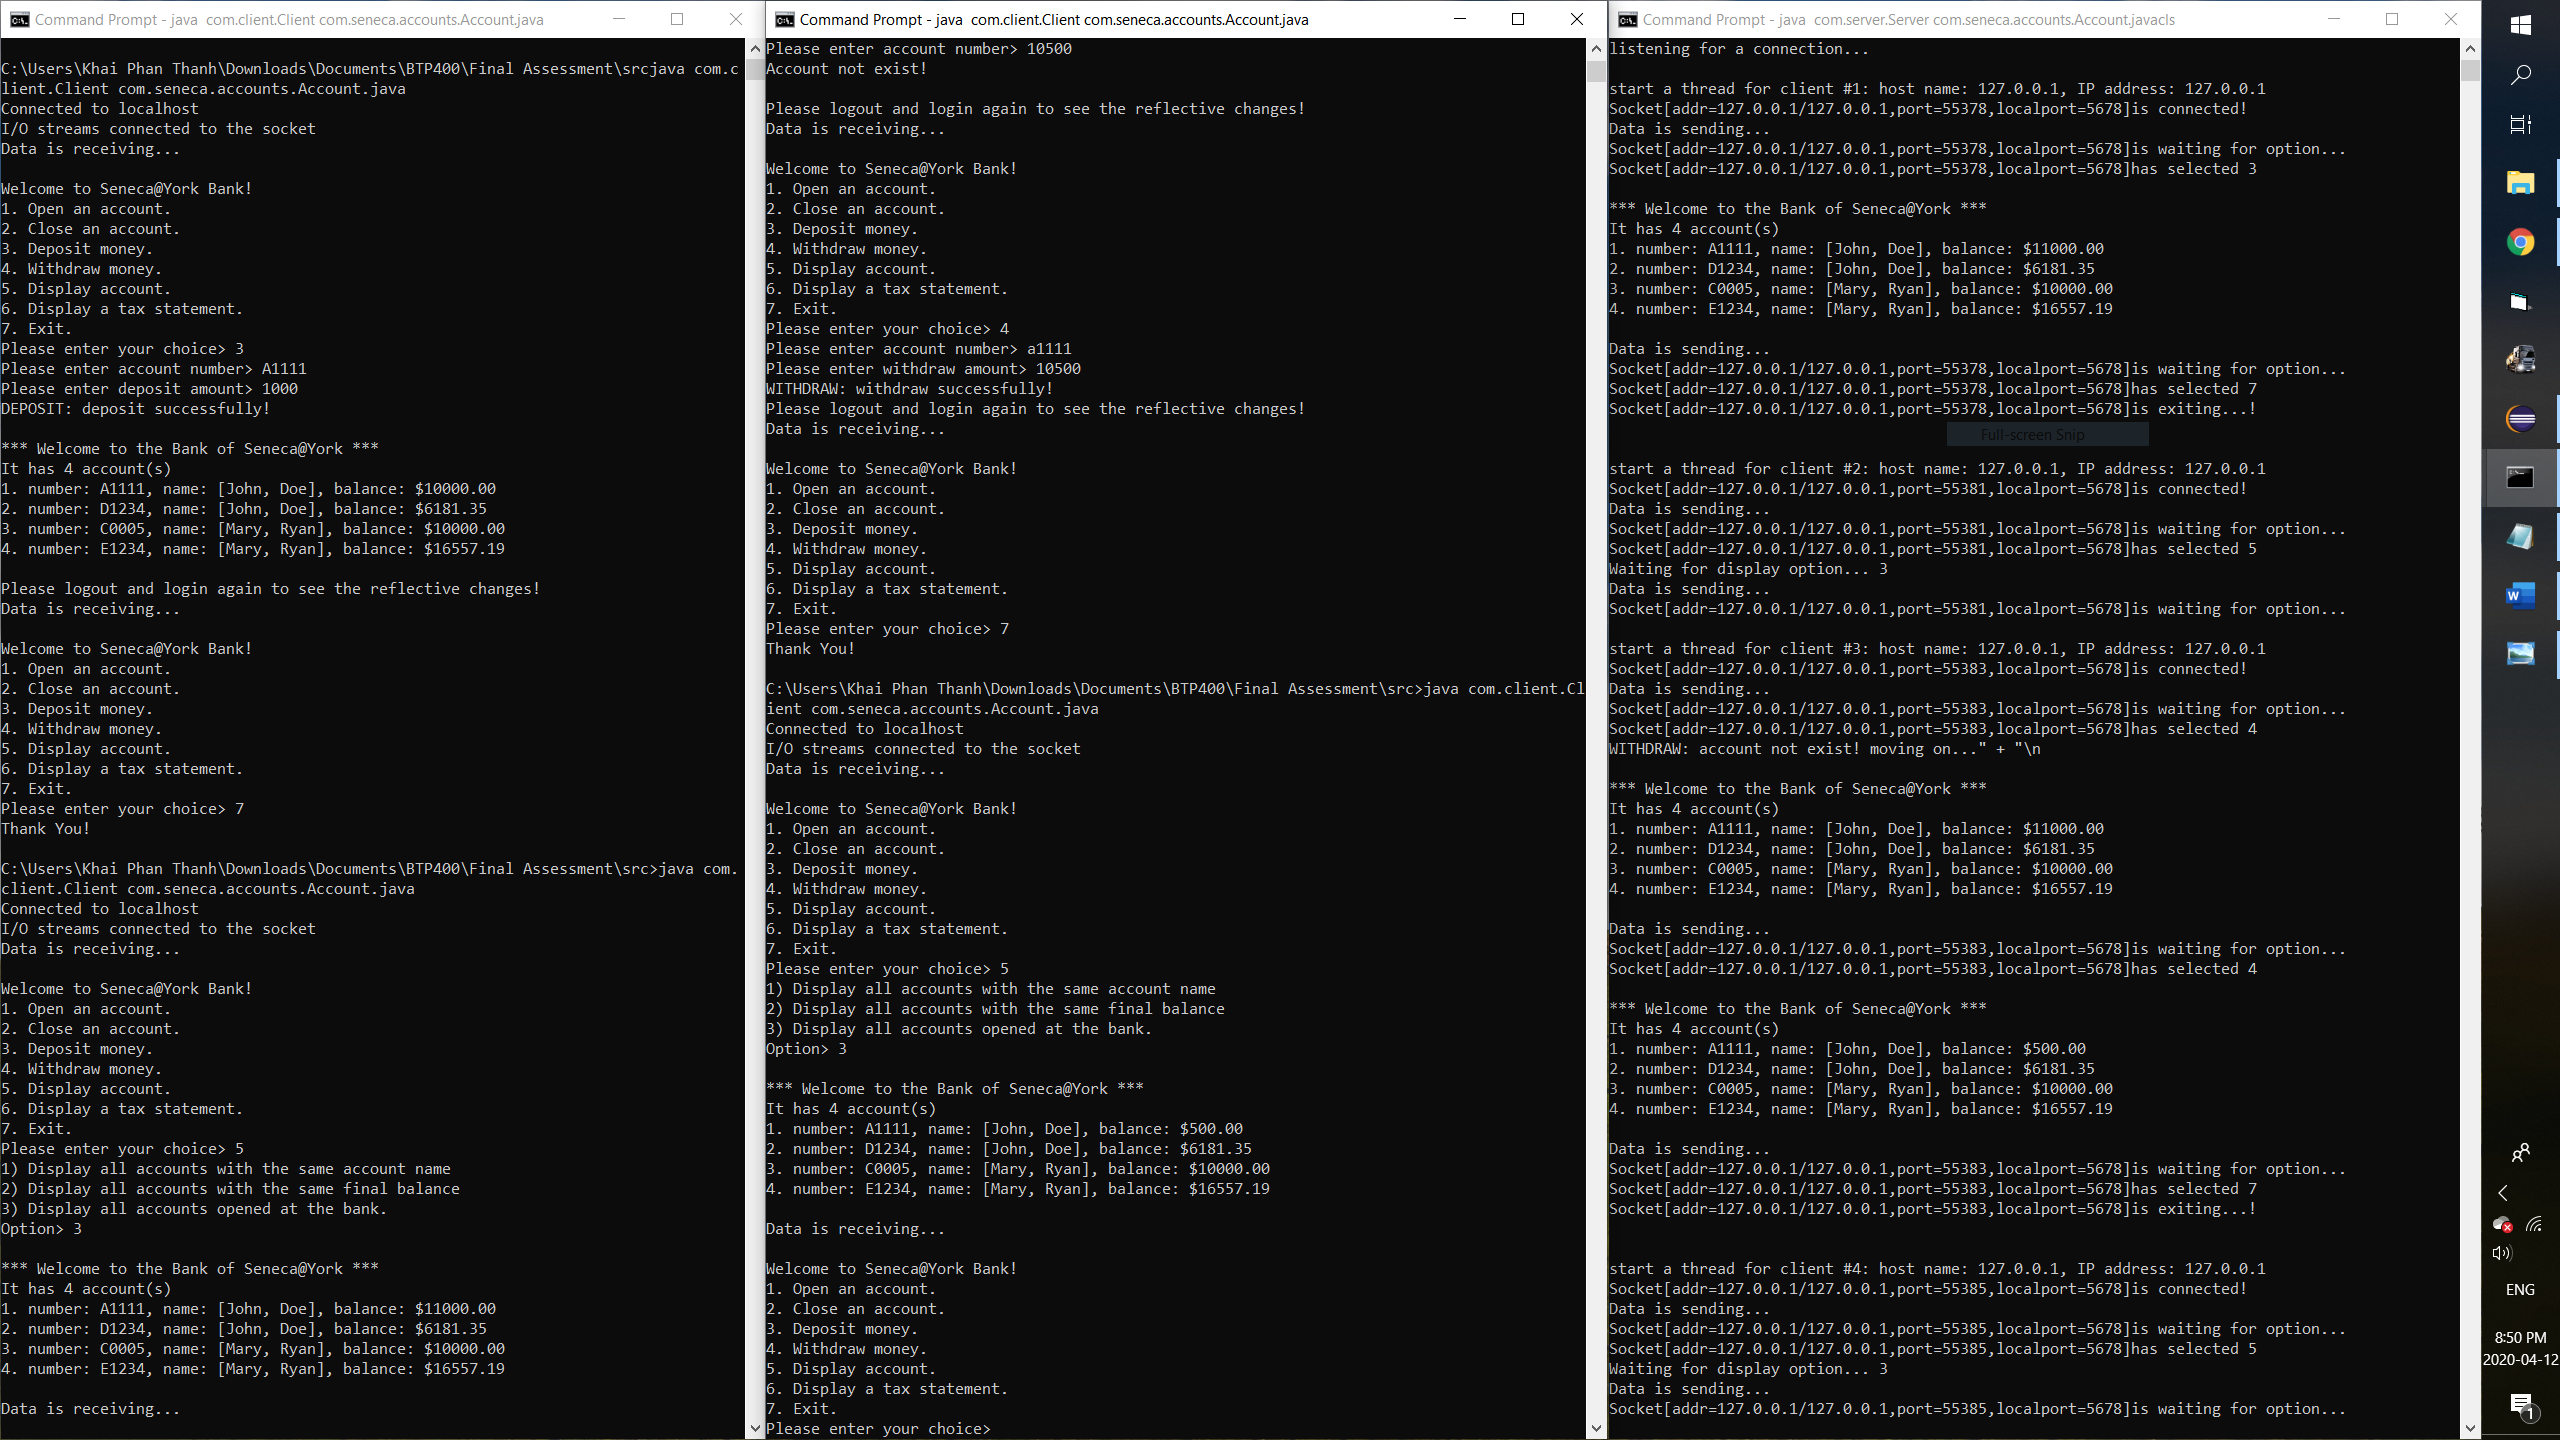 Command Prompt - java  com.client.Client com.seneca.accounts.Account.java
C:\Users\Khai Phan Thanh\Downloads\Documents\BTP400\Final Assessment\srcjava com.c
lient.Client com.seneca.accounts.Account.java
Connected to localhost
I/O streams connected to the socket
Data is receiving...
Welcome to Seneca@York Bank!
1. Open an account.
2. Close an account.
3. Deposit money.
4. Withdraw money.
5. Display account.
6. Display a tax statement.
7. Exit.
Please enter your choice> 3
Please enter account number> A1111
Please enter deposit amount> 1000
DEPOSIT: deposit successfully!
*** Welcome to the Bank of Seneca@York ***
It has 4 account(s)
1. number: A1111, name: [John, Doe], balance: $10000.00
2. number: D1234, name: [John, Doe], balance: $6181.35
3. number: C0005, name: [Mary, Ryan], balance: $10000.00
4. number: E1234, name: [Mary, Ryan], balance: $16557.19
Please logout and login again to see the reflective changes!
Data is receiving...
Welcome to Seneca@York Bank!
1. Open an account.
2. Close an account.
3. Deposit money.
4. Withdraw money.
5. Display account.
6. Display a tax statement.
7. Exit.
Please enter your choice> 7
Thank You!
C:\Users\Khai Phan Thanh\Downloads\Documents\BTP400\Final Assessment\src>java com.
client.Client com.seneca.accounts.Account.java
Connected to localhost
I/O streams connected to the socket
Data is receiving...
Welcome to Seneca@York Bank!
1. Open an account.
2. Close an account.
3. Deposit money.
4. Withdraw money.
5. Display account.
6. Display a tax statement.
7. Exit.
Please enter your choice> 5
1) Display all accounts with the same account name
2) Display all accounts with the same final balance
3) Display all accounts opened at the bank.
Option> 3
*** Welcome to the Bank of Seneca@York ***
It has 4 account(s)
1. number: A1111, name: [John, Doe], balance: $11000.00
2. number: D1234, name: [John, Doe], balance: $6181.35
3. number: C0005, name: [Mary, Ryan], balance: $10000.00
4. number: E1234, name: [Mary, Ryan], balance: $16557.19
Data is receiving...
Command Prompt - java  com.client.Client com.seneca.accounts.Account.java
Please enter account number> 10500
Account not exist!
Please logout and login again to see the reflective changes!
Data is receiving...
Welcome to Seneca@York Bank!
1. Open an account.
2. Close an account.
3. Deposit money.
4. Withdraw money.
5. Display account.
6. Display a tax statement.
7. Exit.
Please enter your choice> 4
Please enter account number> a1111
Please enter withdraw amount> 10500
WITHDRAW: withdraw successfully!
Please logout and login again to see the reflective changes!
Data is receiving...
Welcome to Seneca@York Bank!
1. Open an account.
2. Close an account.
3. Deposit money.
4. Withdraw money.
5. Display account.
6. Display a tax statement.
7. Exit.
Please enter your choice> 7
Thank You!
C:\Users\Khai Phan Thanh\Downloads\Documents\BTP400\Final Assessment\src>java com.client.Cl
ient com.seneca.accounts.Account.java
Connected to localhost
I/O streams connected to the socket
Data is receiving...
Welcome to Seneca@York Bank!
1. Open an account.
2. Close an account.
3. Deposit money.
4. Withdraw money.
5. Display account.
6. Display a tax statement.
7. Exit.
Please enter your choice> 5
1) Display all accounts with the same account name
2) Display all accounts with the same final balance
3) Display all accounts opened at the bank.
Option> 3
*** Welcome to the Bank of Seneca@York ***
It has 4 account(s)
1. number: A1111, name: [John, Doe], balance: $500.00
2. number: D1234, name: [John, Doe], balance: $6181.35
3. number: C0005, name: [Mary, Ryan], balance: $10000.00
4. number: E1234, name: [Mary, Ryan], balance: $16557.19
Data is receiving...
Welcome to Seneca@York Bank!
1. Open an account.
2. Close an account.
3. Deposit money.
4. Withdraw money.
5. Display account.
6. Display a tax statement.
7. Exit.
Please enter your choice>
Command Prompt - java  com.server.Server com.seneca.accounts.Account.javacls
listening for a connection...
start a thread for client #1: host name: 127.0.0.1, IP address: 127.0.0.1
Socket[addr=127.0.0.1/127.0.0.1,port=55378,localport=5678]is connected!
Data is sending...
Socket[addr=127.0.0.1/127.0.0.1,port=55378,localport=5678]is waiting for option...
Socket[addr=127.0.0.1/127.0.0.1,port=55378,localport=5678]has selected 3
*** Welcome to the Bank of Seneca@York ***
It has 4 account(s)
1. number: A1111, name: [John, Doe], balance: $11000.00
2. number: D1234, name: [John, Doe], balance: $6181.35
3. number: C0005, name: [Mary, Ryan], balance: $10000.00
4. number: E1234, name: [Mary, Ryan], balance: $16557.19
Data is sending...
Socket[addr=127.0.0.1/127.0.0.1,port=55378,localport=5678]is waiting for option...
Socket[addr=127.0.0.1/127.0.0.1,port=55378,localport=5678]has selected 7
Socket[addr=127.0.0.1/127.0.0.1,port=55378,localport=5678]is exiting...!
Full-screen Snip
start a thread for client #2: host name: 127.0.0.1, IP address: 127.0.0.1
Socket[addr=127.0.0.1/127.0.0.1,port=55381,localport=5678]is connected!
Data is sending...
Socket[addr=127.0.0.1/127.0.0.1,port=55381,localport=5678]is waiting for option...
Socket[addr=127.0.0.1/127.0.0.1,port=55381,localport=5678]has selected 5
Waiting for display option... 3
Data is sending...
Socket[addr=127.0.0.1/127.0.0.1,port=55381,localport=5678]is waiting for option...
start a thread for client #3: host name: 127.0.0.1, IP address: 127.0.0.1
Socket[addr=127.0.0.1/127.0.0.1,port=55383,localport=5678]is connected!
Data is sending...
Socket[addr=127.0.0.1/127.0.0.1,port=55383,localport=5678]is waiting for option...
Socket[addr=127.0.0.1/127.0.0.1,port=55383,localport=5678]has selected 4
WITHDRAW: account not exist! moving on..." + "\n
*** Welcome to the Bank of Seneca@York ***
It has 4 account(s)
1. number: A1111, name: [John, Doe], balance: $11000.00
2. number: D1234, name: [John, Doe], balance: $6181.35
3. number: C0005, name: [Mary, Ryan], balance: $10000.00
4. number: E1234, name: [Mary, Ryan], balance: $16557.19
Data is sending...
Socket[addr=127.0.0.1/127.0.0.1,port=55383,localport=5678]is waiting for option...
Socket[addr=127.0.0.1/127.0.0.1,port=55383,localport=5678]has selected 4
*** Welcome to the Bank of Seneca@York ***
It has 4 account(s)
1. number: A1111, name: [John, Doe], balance: $500.00
2. number: D1234, name: [John, Doe], balance: $6181.35
3. number: C0005, name: [Mary, Ryan], balance: $10000.00
4. number: E1234, name: [Mary, Ryan], balance: $16557.19
Data is sending...
Socket[addr=127.0.0.1/127.0.0.1,port=55383,localport=5678]is waiting for option...
Socket[addr=127.0.0.1/127.0.0.1,port=55383,localport=5678]has selected 7
Socket[addr=127.0.0.1/127.0.0.1,port=55383,localport=5678]is exiting...!
start a thread for client #4: host name: 127.0.0.1, IP address: 127.0.0.1
Socket[addr=127.0.0.1/127.0.0.1,port=55385,localport=5678]is connected!
Data is sending...
Socket[addr=127.0.0.1/127.0.0.1,port=55385,localport=5678]is waiting for option...
Socket[addr=127.0.0.1/127.0.0.1,port=55385,localport=5678]has selected 5
Waiting for display option... 3
Data is sending...
Socket[addr=127.0.0.1/127.0.0.1,port=55385,localport=5678]is waiting for option...
ENG
8:50 PM
2020-04-12
1